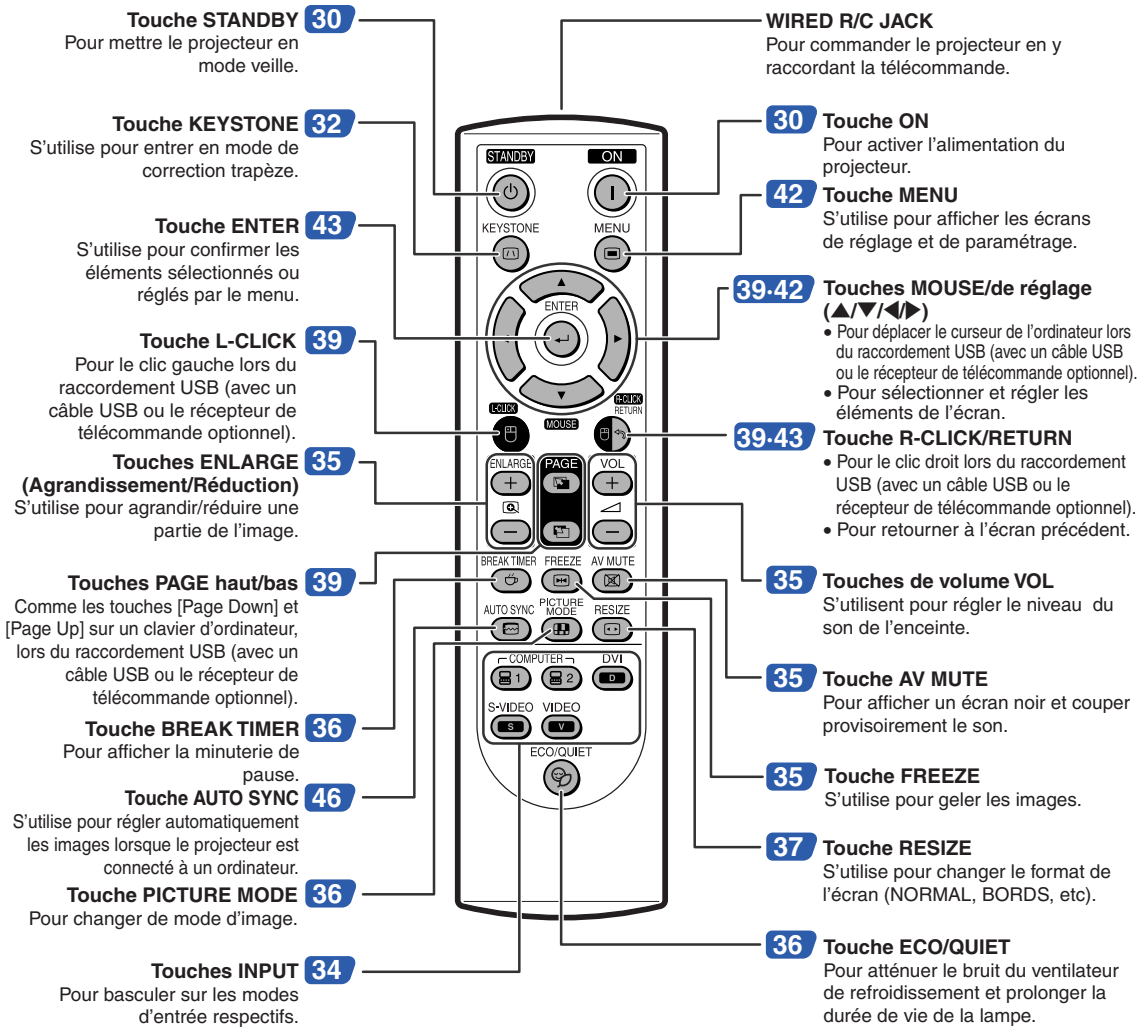 Touche STANDBY 30
Pour mettre le projecteur en
mode veille.
Touche KEYSTONE 32
S'utilise pour entrer en mode de
correction trapèze.
Touche ENTER 43
S'utilise pour confirmer les
éléments sélectionnés ou
réglés par le menu.
Touche L-CLICK 39
Pour le clic gauche lors du
raccordement USB (avec un
câble USB ou le récepteur de
télécommande optionnel).
Touches ENLARGE 35
(Agrandissement/Réduction)
S'utilise pour agrandir/réduire une
partie de l'image.
Touches PAGE haut/bas 39
Comme les touches [Page Down] et
[Page Up] sur un clavier d'ordinateur,
lors du raccordement USB (avec un
câble USB ou le récepteur de
télécommande optionnel).
Touche BREAK TIMER 36
Pour afficher la minuterie de
pause.
Touche AUTO SYNC 46
S'utilise pour régler automatiquement
les images lorsque le projecteur est
connecté à un ordinateur.
Touche PICTURE MODE 36
Pour changer de mode d'image.
Touches INPUT 34
Pour basculer sur les modes
d'entrée respectifs.
STANDBY ON
KEYSTONE MENU
ENTER
L-CLICK MOUSE R-CLICK
RETURN
ENLARGE PAGE VOL
BREAK TIMER FREEZE AV MUTE
AUTO SYNC PICTURE
MODE RESIZE
COMPUTER DVI
1 2 D
S-VIDEO VIDEO
S V
ECO/QUIET
WIRED R/C JACK
Pour commander le projecteur en y
raccordant la télécommande.
30 Touche ON
Pour activer l'alimentation du
projecteur.
42 Touche MENU
S'utilise pour afficher les écrans
de réglage et de paramétrage.
39·42 Touches MOUSE/de réglage
(▲/▼/◀/▶)
• Pour déplacer le curseur de l'ordinateur lors
du raccordement USB (avec un câble USB
ou le récepteur de télécommande optionnel).
• Pour sélectionner et régler les
éléments de l'écran.
39·43 Touche R-CLICK/RETURN
• Pour le clic droit lors du raccordement
USB (avec un câble USB ou le
récepteur de télécommande optionnel).
• Pour retourner à l'écran précédent.
35 Touches de volume VOL
S'utilisent pour régler le niveau du
son de l'enceinte.
35 Touche AV MUTE
Pour afficher un écran noir et couper
provisoirement le son.
35 Touche FREEZE
S'utilise pour geler les images.
37 Touche RESIZE
S'utilise pour changer le format de
l'écran (NORMAL, BORDS, etc).
36 Touche ECO/QUIET
Pour atténuer le bruit du ventilateur
de refroidissement et prolonger la
durée de vie de la lampe.